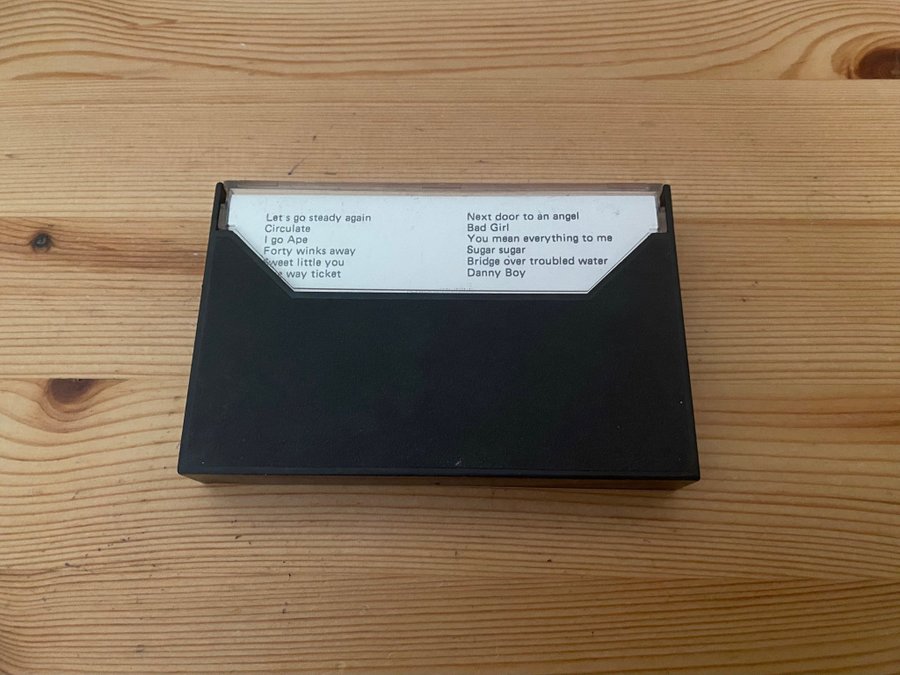 Let s go steady again
Circulate
I go Ape
Forty winks away
sweet little you
way ticket
Next door to an angel
Bad Girl
You mean everything to me
Sugar sugar
Bridge over troubled water
Danny Boy